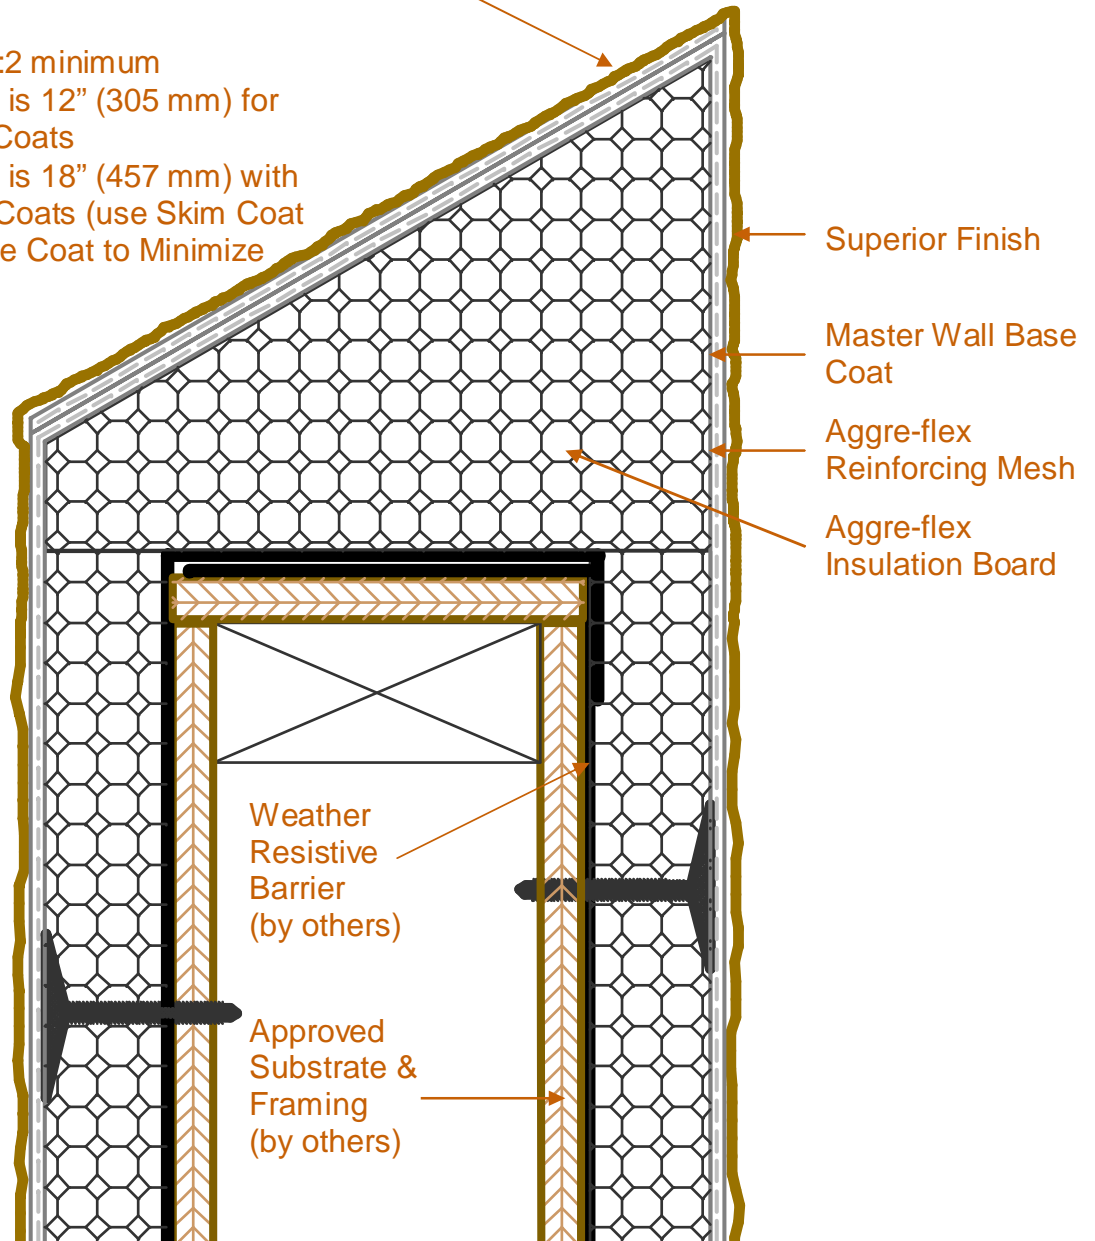 :2 minimum
is 12” (305 mm) for
Coats
is 18” (457 mm) with
Coats (use Skim Coat
e Coat to Minimize
Superior Finish
Master Wall Base
Coat
Aggre-flex
Reinforcing Mesh
Aggre-flex
Insulation Board
Weather
Resistive
Barrier
(by others)
Approved
Substrate &
Framing
(by others)